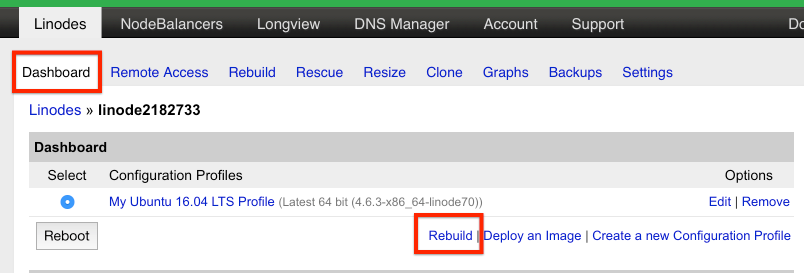 Linodes NodeBalancers Longview DNS Manager Account Support Do
Dashboard Remote Access Rebuild Rescue Resize Clone Graphs Backups Settings
Linodes » linode2182733
Dashboard
Select Configuration Profiles Options
My Ubuntu 16.04 LTS Profile (Latest 64 bit (4.6.3-x86_64-linode70)) Edit | Remove
Reboot Rebuild | Deploy an Image | Create a new Configuration Profile